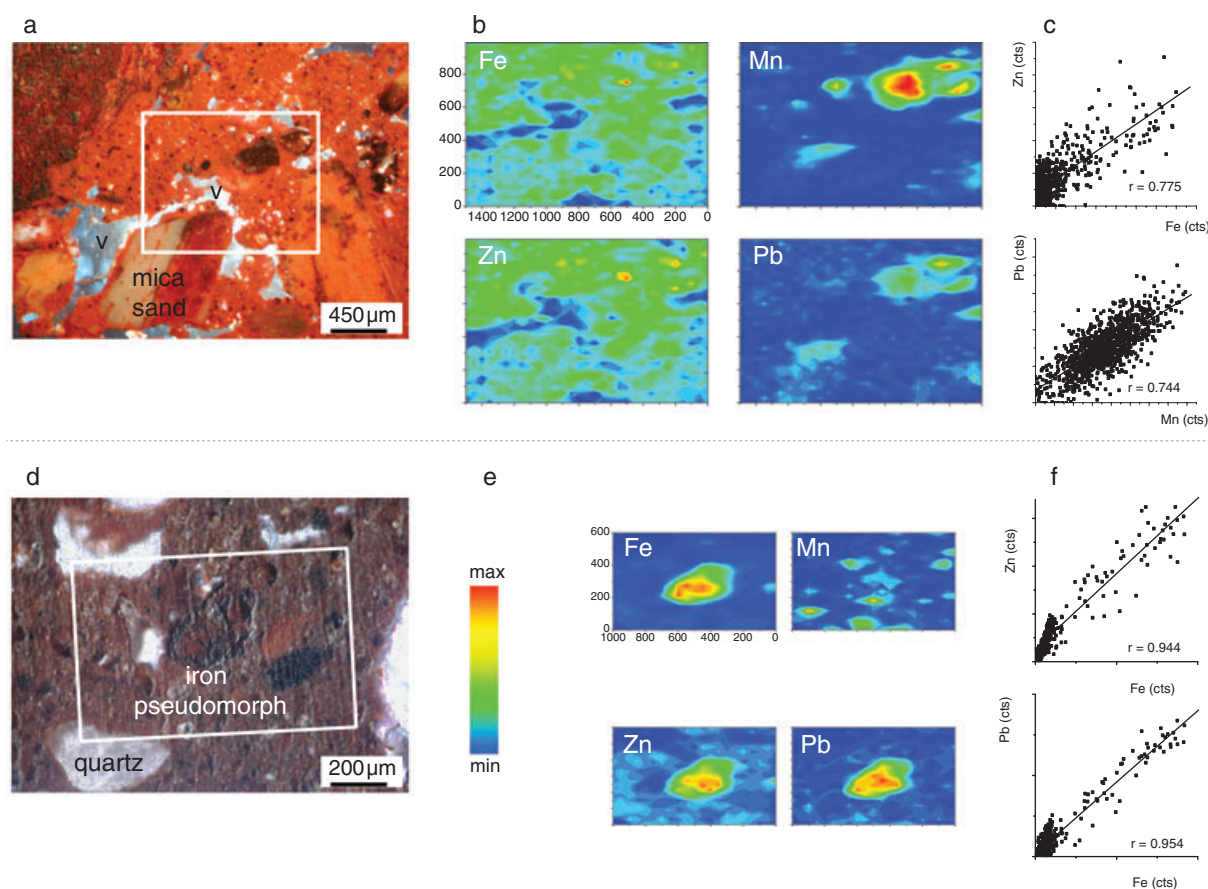 a
v
v
mica
sand
450 µm
b
Fe
800
600
400
200
0
1400 1200 1000 800 600 400 200 0
Mn
Zn
Pb
c
Zn (cts)
r = 0.775
Fe (cts)
Pb (cts)
r = 0.744
Mn (cts)
d
iron
pseudomorph
quartz
200 µm
e
max
min
Fe
600
400
200
0
1000 800 600 400 200 0
Mn
Zn
Pb
f
Zn (cts)
r = 0.944
Fe (cts)
Pb (cts)
r = 0.954
Fe (cts)